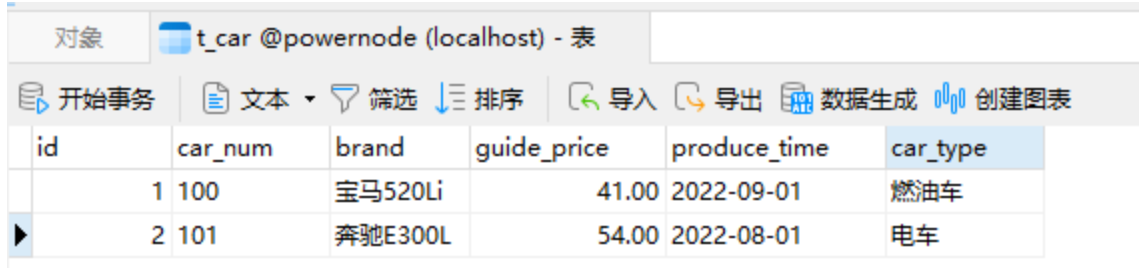 对象 t_car @powernode (localhost) - 表
开始事务 文本 筛选 排序 导入 导出 数据生成 创建图表
id car_num brand guide_price produce_time car_type
1 100 宝马520Li 41.00 2022-09-01 燃油车
2 101 奔驰E300L 54.00 2022-08-01 电车